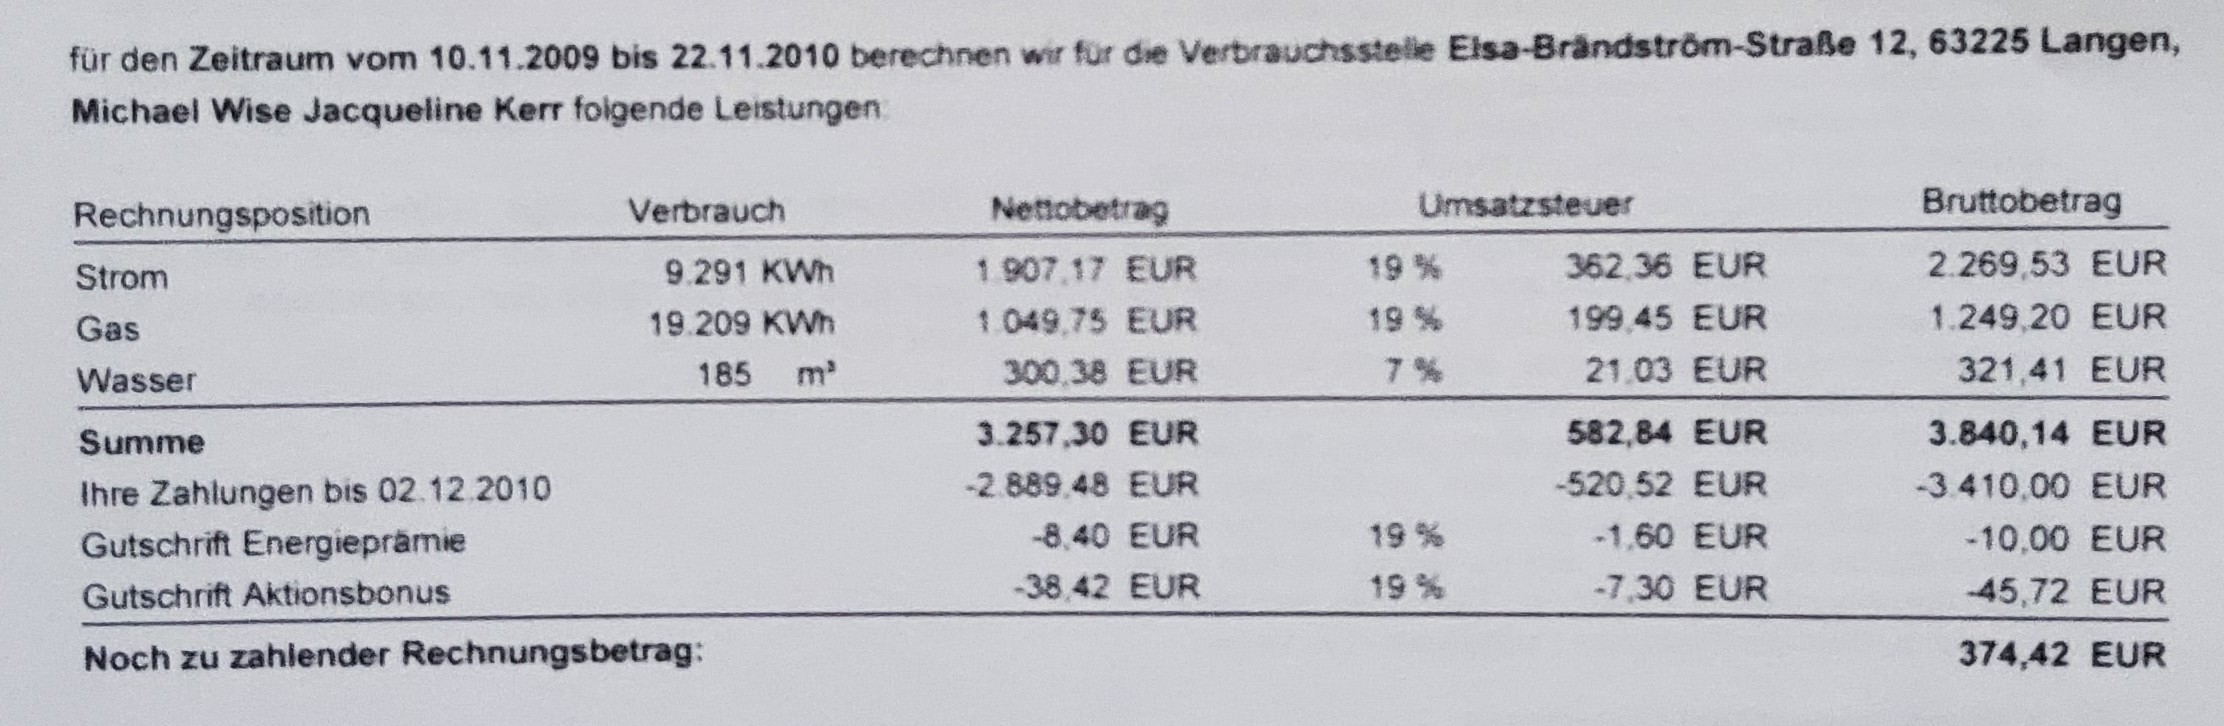 für den Zeitraum vom 10.11.2009 bis 22.11.2010 berechnen wir für die Verbrauchsstelle Elsa-Brändström-Straße 12, 63225 Langen,
Michael Wise Jacqueline Kerr folgende Leistungen:
Rechnungsposition Verbrauch Nettobetrag Umsatzsteuer Bruttobetrag
Strom 9.291 KWh 1.907,17 EUR 19 % 362,36 EUR 2.269,53 EUR
Gas 19.209 KWh 1.049,75 EUR 19 % 199,45 EUR 1.249,20 EUR
Wasser 185 m³ 300,38 EUR 7 % 21,03 EUR 321,41 EUR
Summe 3.257,30 EUR 582,84 EUR 3.840,14 EUR
Ihre Zahlungen bis 02.12.2010 -2.889,48 EUR -520,52 EUR -3.410,00 EUR
Gutschrift Energieprämie -8,40 EUR 19 % -1,60 EUR -10,00 EUR
Gutschrift Aktionsbonus -38,42 EUR 19 % -7,30 EUR -45,72 EUR
Noch zu zahlender Rechnungsbetrag: 374,42 EUR